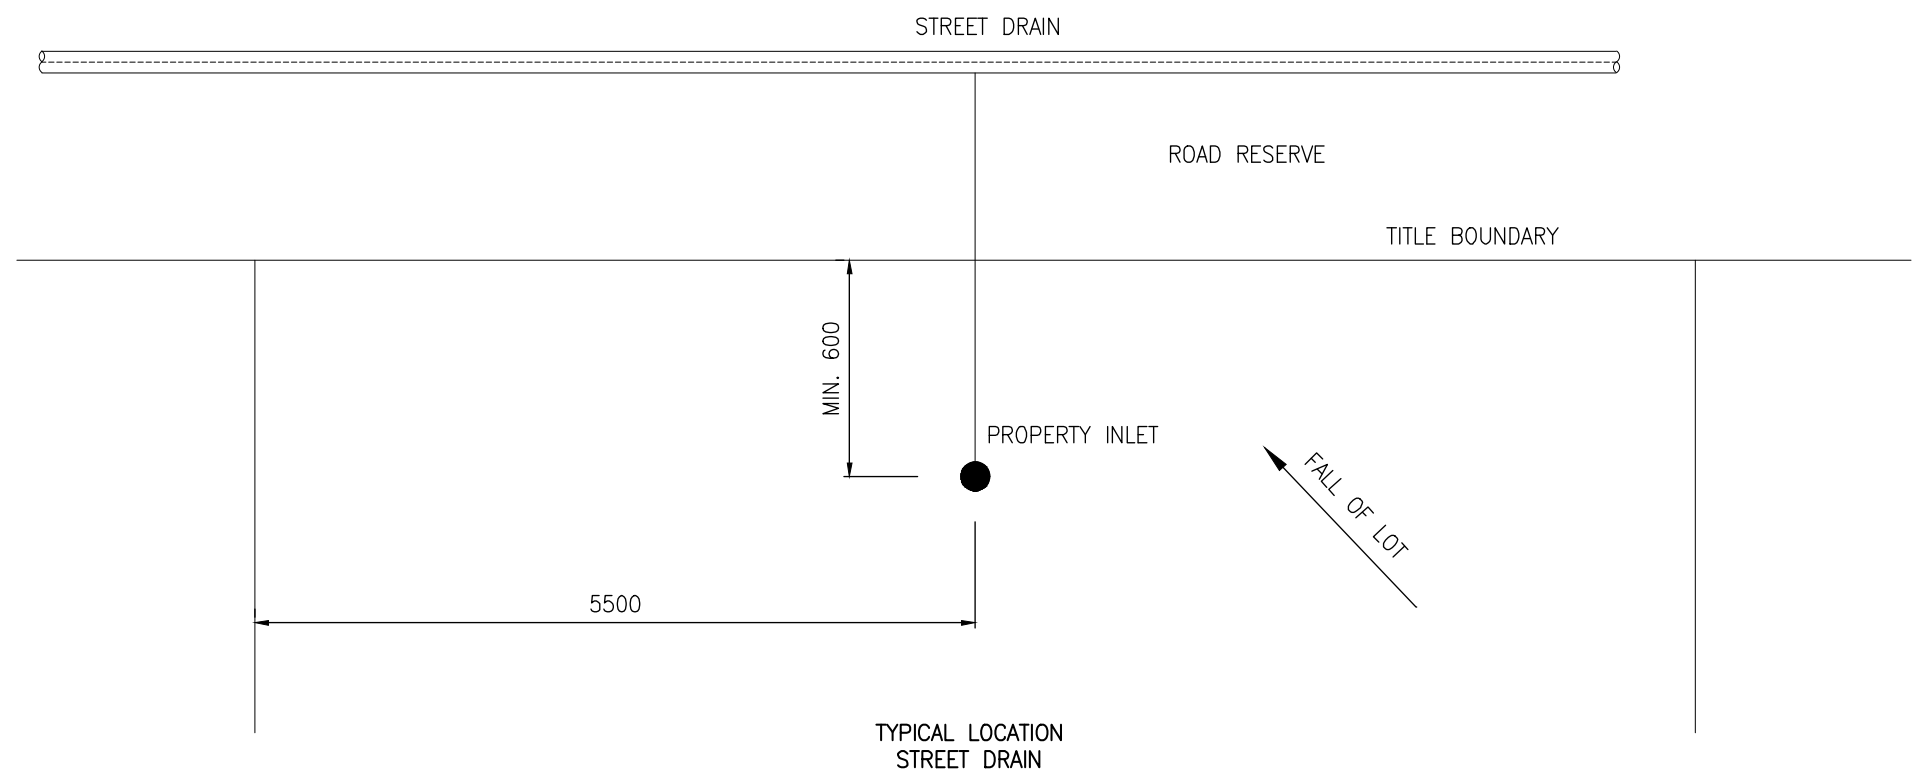 STREET DRAIN
ROAD RESERVE
TITLE BOUNDARY
MIN. 600
PROPERTY INLET
FALL OF LOT
5500
TYPICAL LOCATION
STREET DRAIN